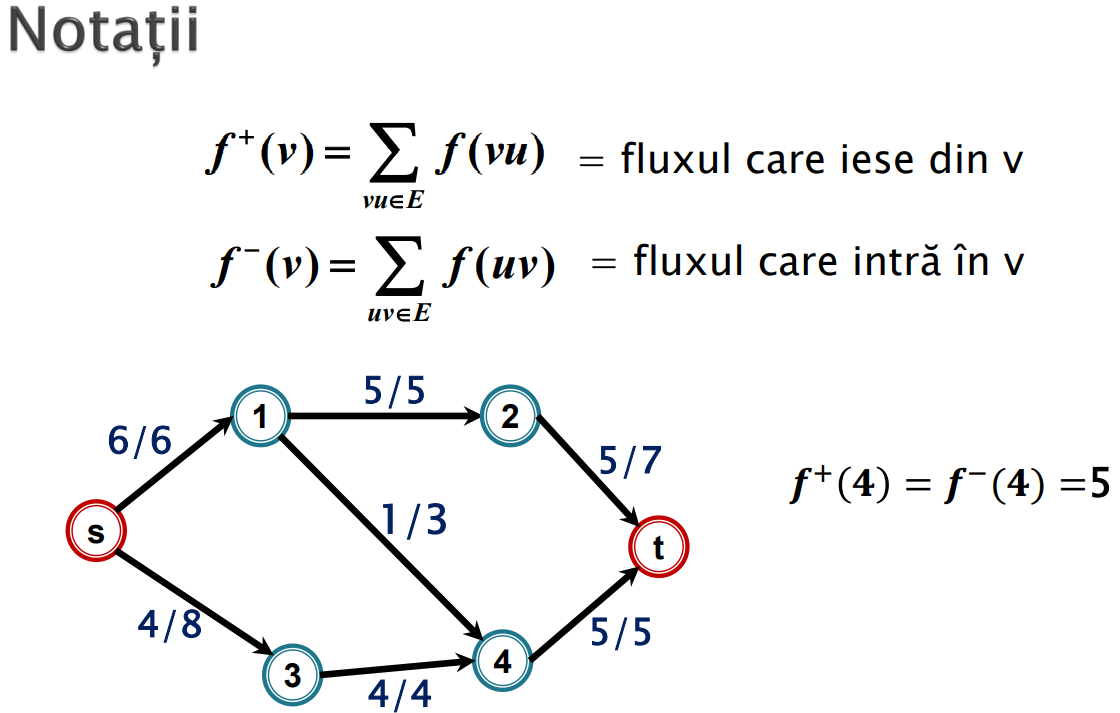 Notații
f⁺(v) = ∑ f(vu) = fluxul care iese din v
vu∈E
f⁻(v) = ∑ f(uv) = fluxul care intră în v
uv∈E
5/5
1
2
6/6
5/7
f⁺(4) = f⁻(4) =5
1/3
s
t
4/8
5/5
3
4
4/4